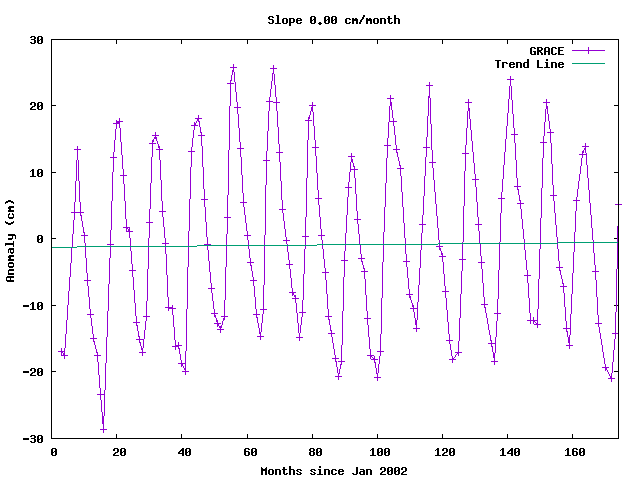 Slope 0.00 cm/month
GRACE
Trend Line
30
20
10
0
-10
-20
-30
Anomaly (cm)
0 20 40 60 80 100 120 140 160
Months since Jan 2002